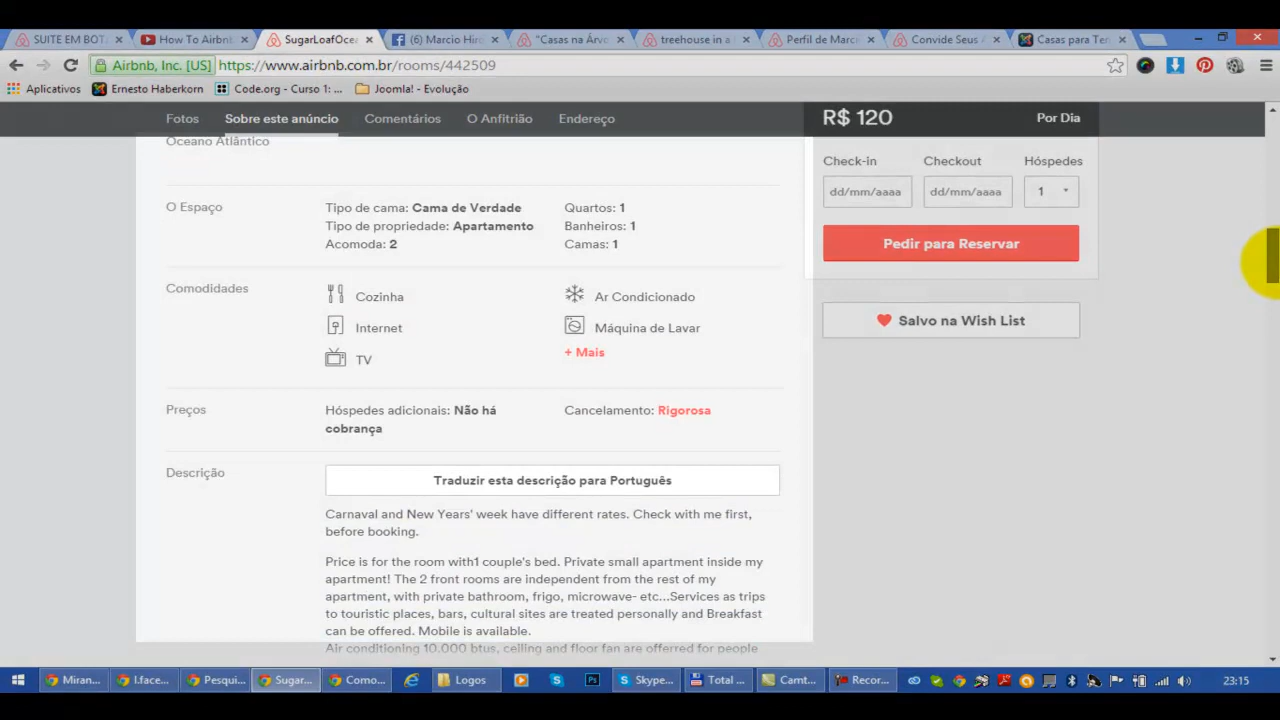 SUITE EM BOTA
How To Airbnb
SugarLoafOcea
(6) Marcio Hiro
"Casas na Árvo
treehouse in a
Perfil de Marci
Convide Seus A
Casas para Tem
Airbnb, Inc. [US]
https://www.airbnb.com.br/rooms/442509
Aplicativos
Ernesto Haberkorn
Code.org - Curso 1: ...
Joomla! - Evolução
Fotos
Sobre este anúncio
Comentários
O Anfitrião
Endereço
R$ 120
Por Dia
Oceano Atlântico
Check-in
Checkout
Hóspedes
dd/mm/aaaa
dd/mm/aaaa
1
Pedir para Reservar
Salvo na Wish List
O Espaço
Tipo de cama: Cama de Verdade
Quartos: 1
Tipo de propriedade: Apartamento
Banheiros: 1
Acomoda: 2
Camas: 1
Comodidades
Cozinha
Ar Condicionado
Internet
Máquina de Lavar
TV
+ Mais
Preços
Hóspedes adicionais: Não há
cobrança
Cancelamento: Rigorosa
Descrição
Traduzir esta descrição para Português
Carnaval and New Years' week have different rates. Check with me first,
before booking.
Price is for the room with1 couple's bed. Private small apartment inside my
apartment! The 2 front rooms are independent from the rest of my
apartment, with private bathroom, frigo, microwave- etc...Services as trips
to touristic places, bars, cultural sites are treated personally and Breakfast
can be offered. Mobile is available.
Air conditioning 10.000 btus, ceiling and floor fan are offerred for people
Miran...
I.face...
Pesqui...
Sugar...
Como...
Logos
Skype...
Total ...
Camt...
Recor...
23:15